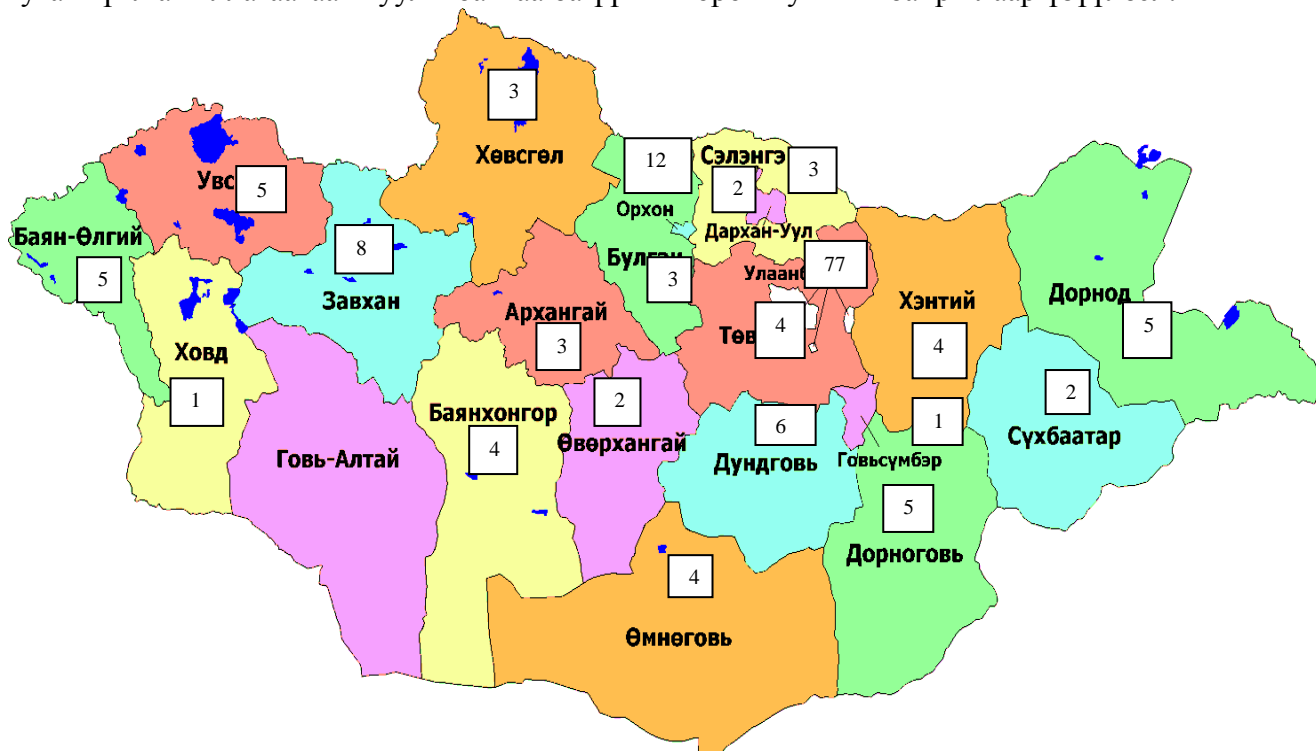 3
Хөвсгөл
12
Сэлэнгэ
3
Увс
5
2
Орхон
Баян-Өлгий
8
Дархан-Уул
5
Завхан
3
77
Архангай
Төв
4
Хэнтий
Дорнод
Ховд
3
4
5
1
Баянхонгор
2
2
4
Өвөрхангай
6
1
Сүхбаатар
Говь-Алтай
Дундговь
Говьсүмбэр
5
Дорноговь
4
Өмнөговь